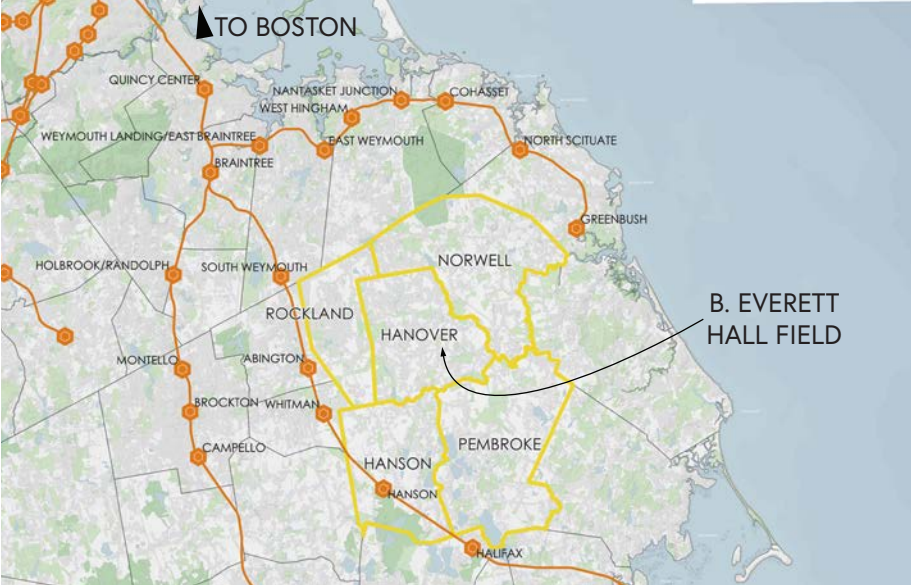 TO BOSTON
QUINCY CENTER
NANTASKET JUNCTION
COHASSET
WEST HINGHAM
WEYMOUTH LANDING/EAST BRAINTREE
EAST WEYMOUTH
NORTH SCITUATE
BRAINTREE
GREENBUSH
NORWELL
HOLBROOK/RANDOLPH
SOUTH WEYMOUTH
ROCKLAND
B. EVERETT
HALL FIELD
HANOVER
MONTELLO
ABINGTON
BROCKTON
WHITMAN
CAMPELLO
PEMBROKE
HANSON
HANSON
HALIFAX